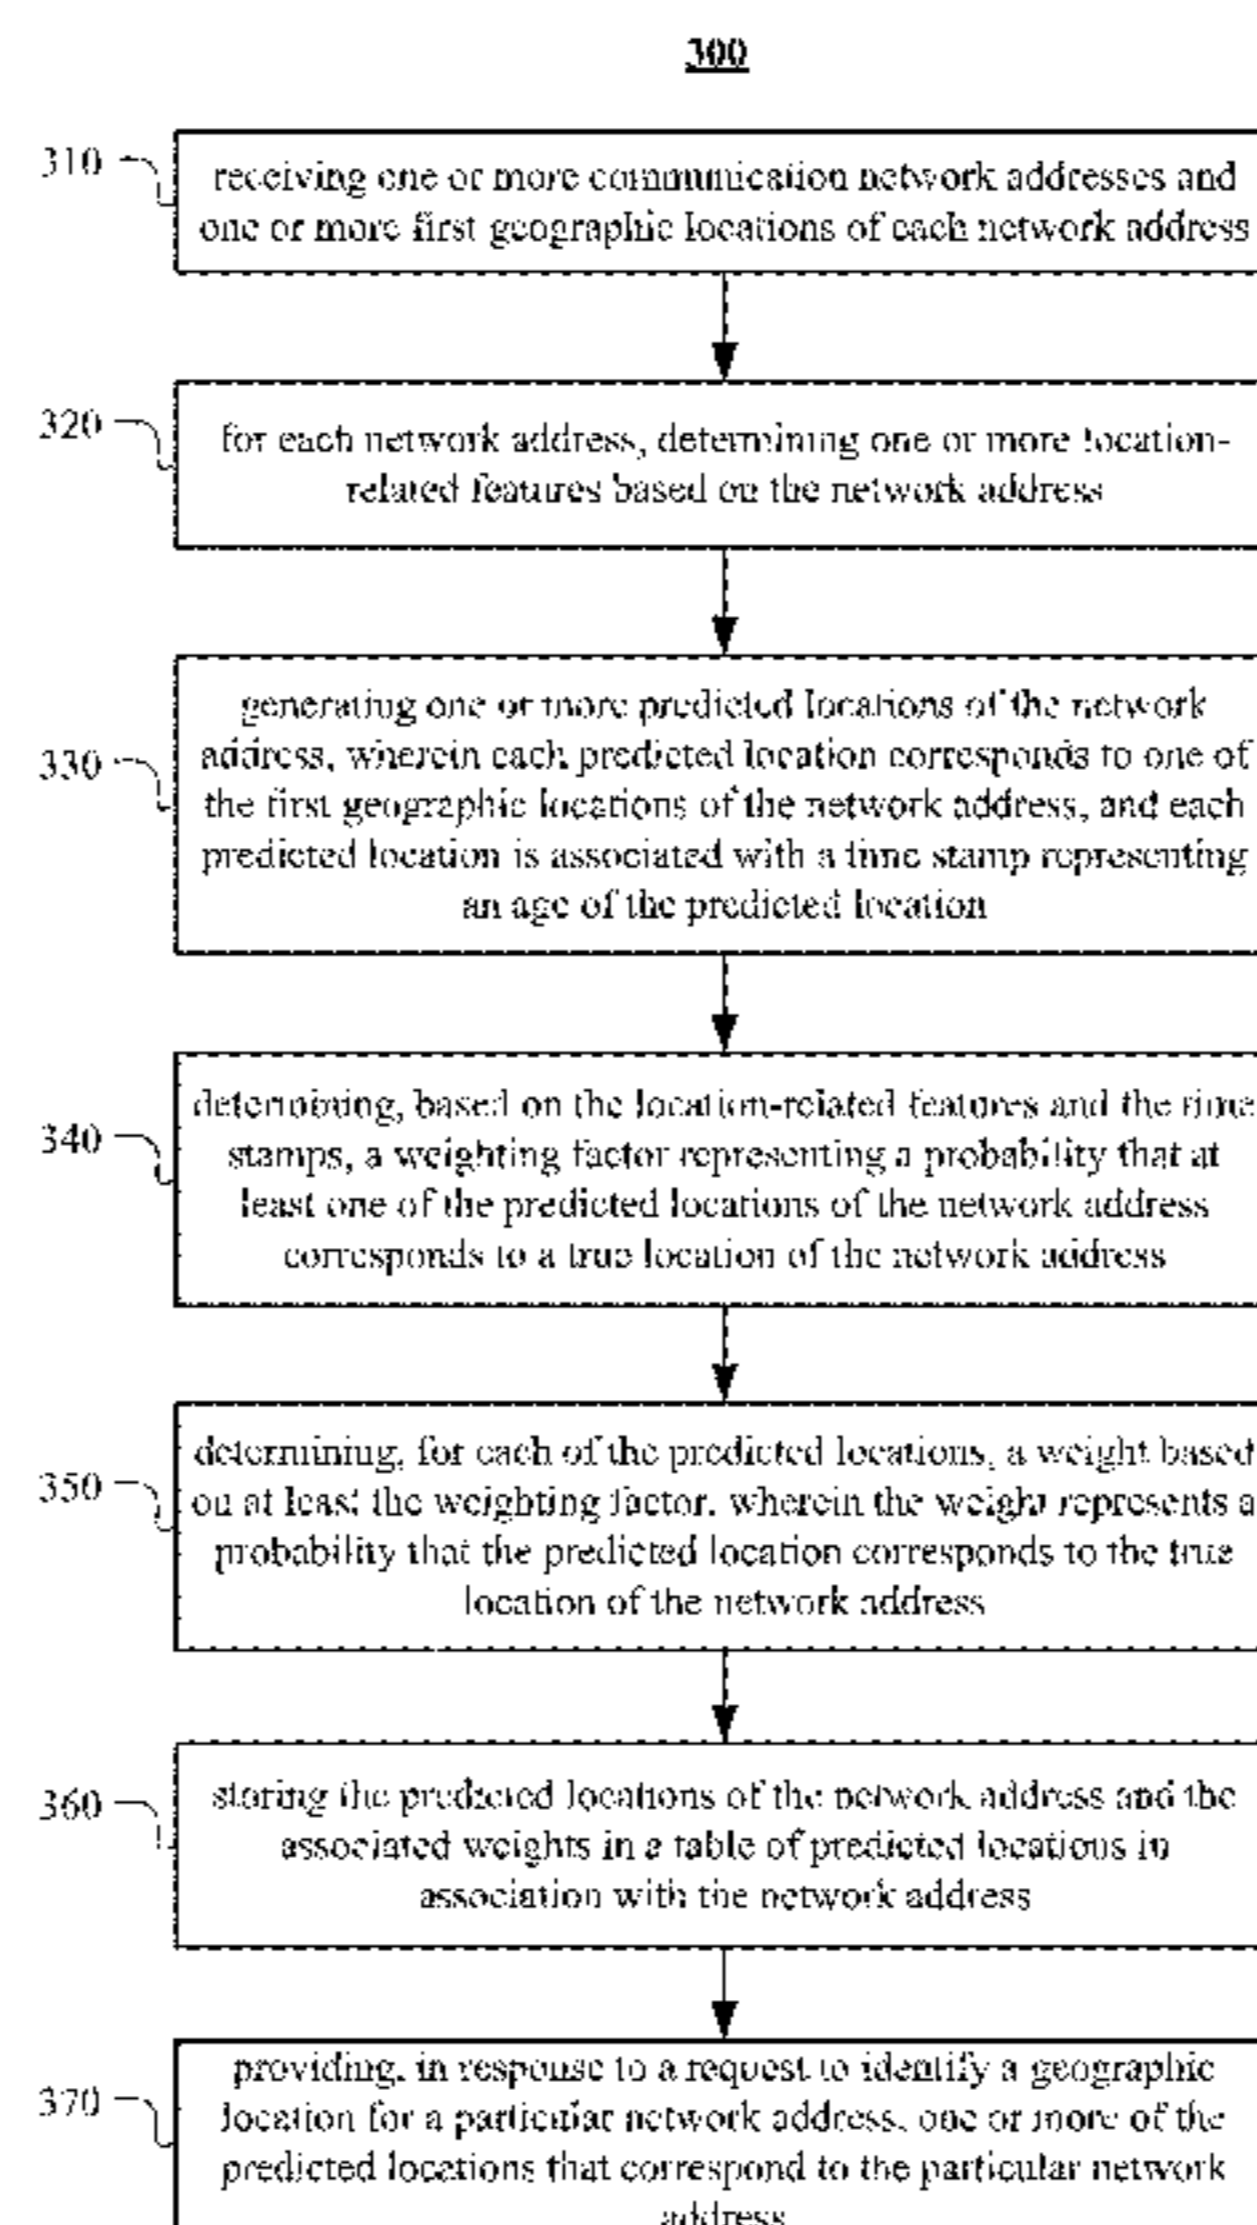 300
310
receiving one or more communication network addresses and
one or more first geographic locations of each network address
320
for each network address, determining one or more location-
related features based on the network address
330
generating one or more predicted locations of the network
address, wherein each predicted location corresponds to one of
the first geographic locations of the network address, and each
predicted location is associated with a time stamp representing
an age of the predicted location
340
determining, based on the location-related features and the time
stamps, a weighting factor representing a probability that at
least one of the predicted locations of the network address
corresponds to a true location of the network address
350
determining, for each of the predicted locations, a weight based
on at least the weighting factor, wherein the weight represents a
probability that the predicted location corresponds to the true
location of the network address
360
storing the predicted locations of the network address and the
associated weights in a table of predicted locations in
association with the network address
370
providing, in response to a request to identify a geographic
location for a particular network address, one or more of the
predicted locations that correspond to the particular network
address